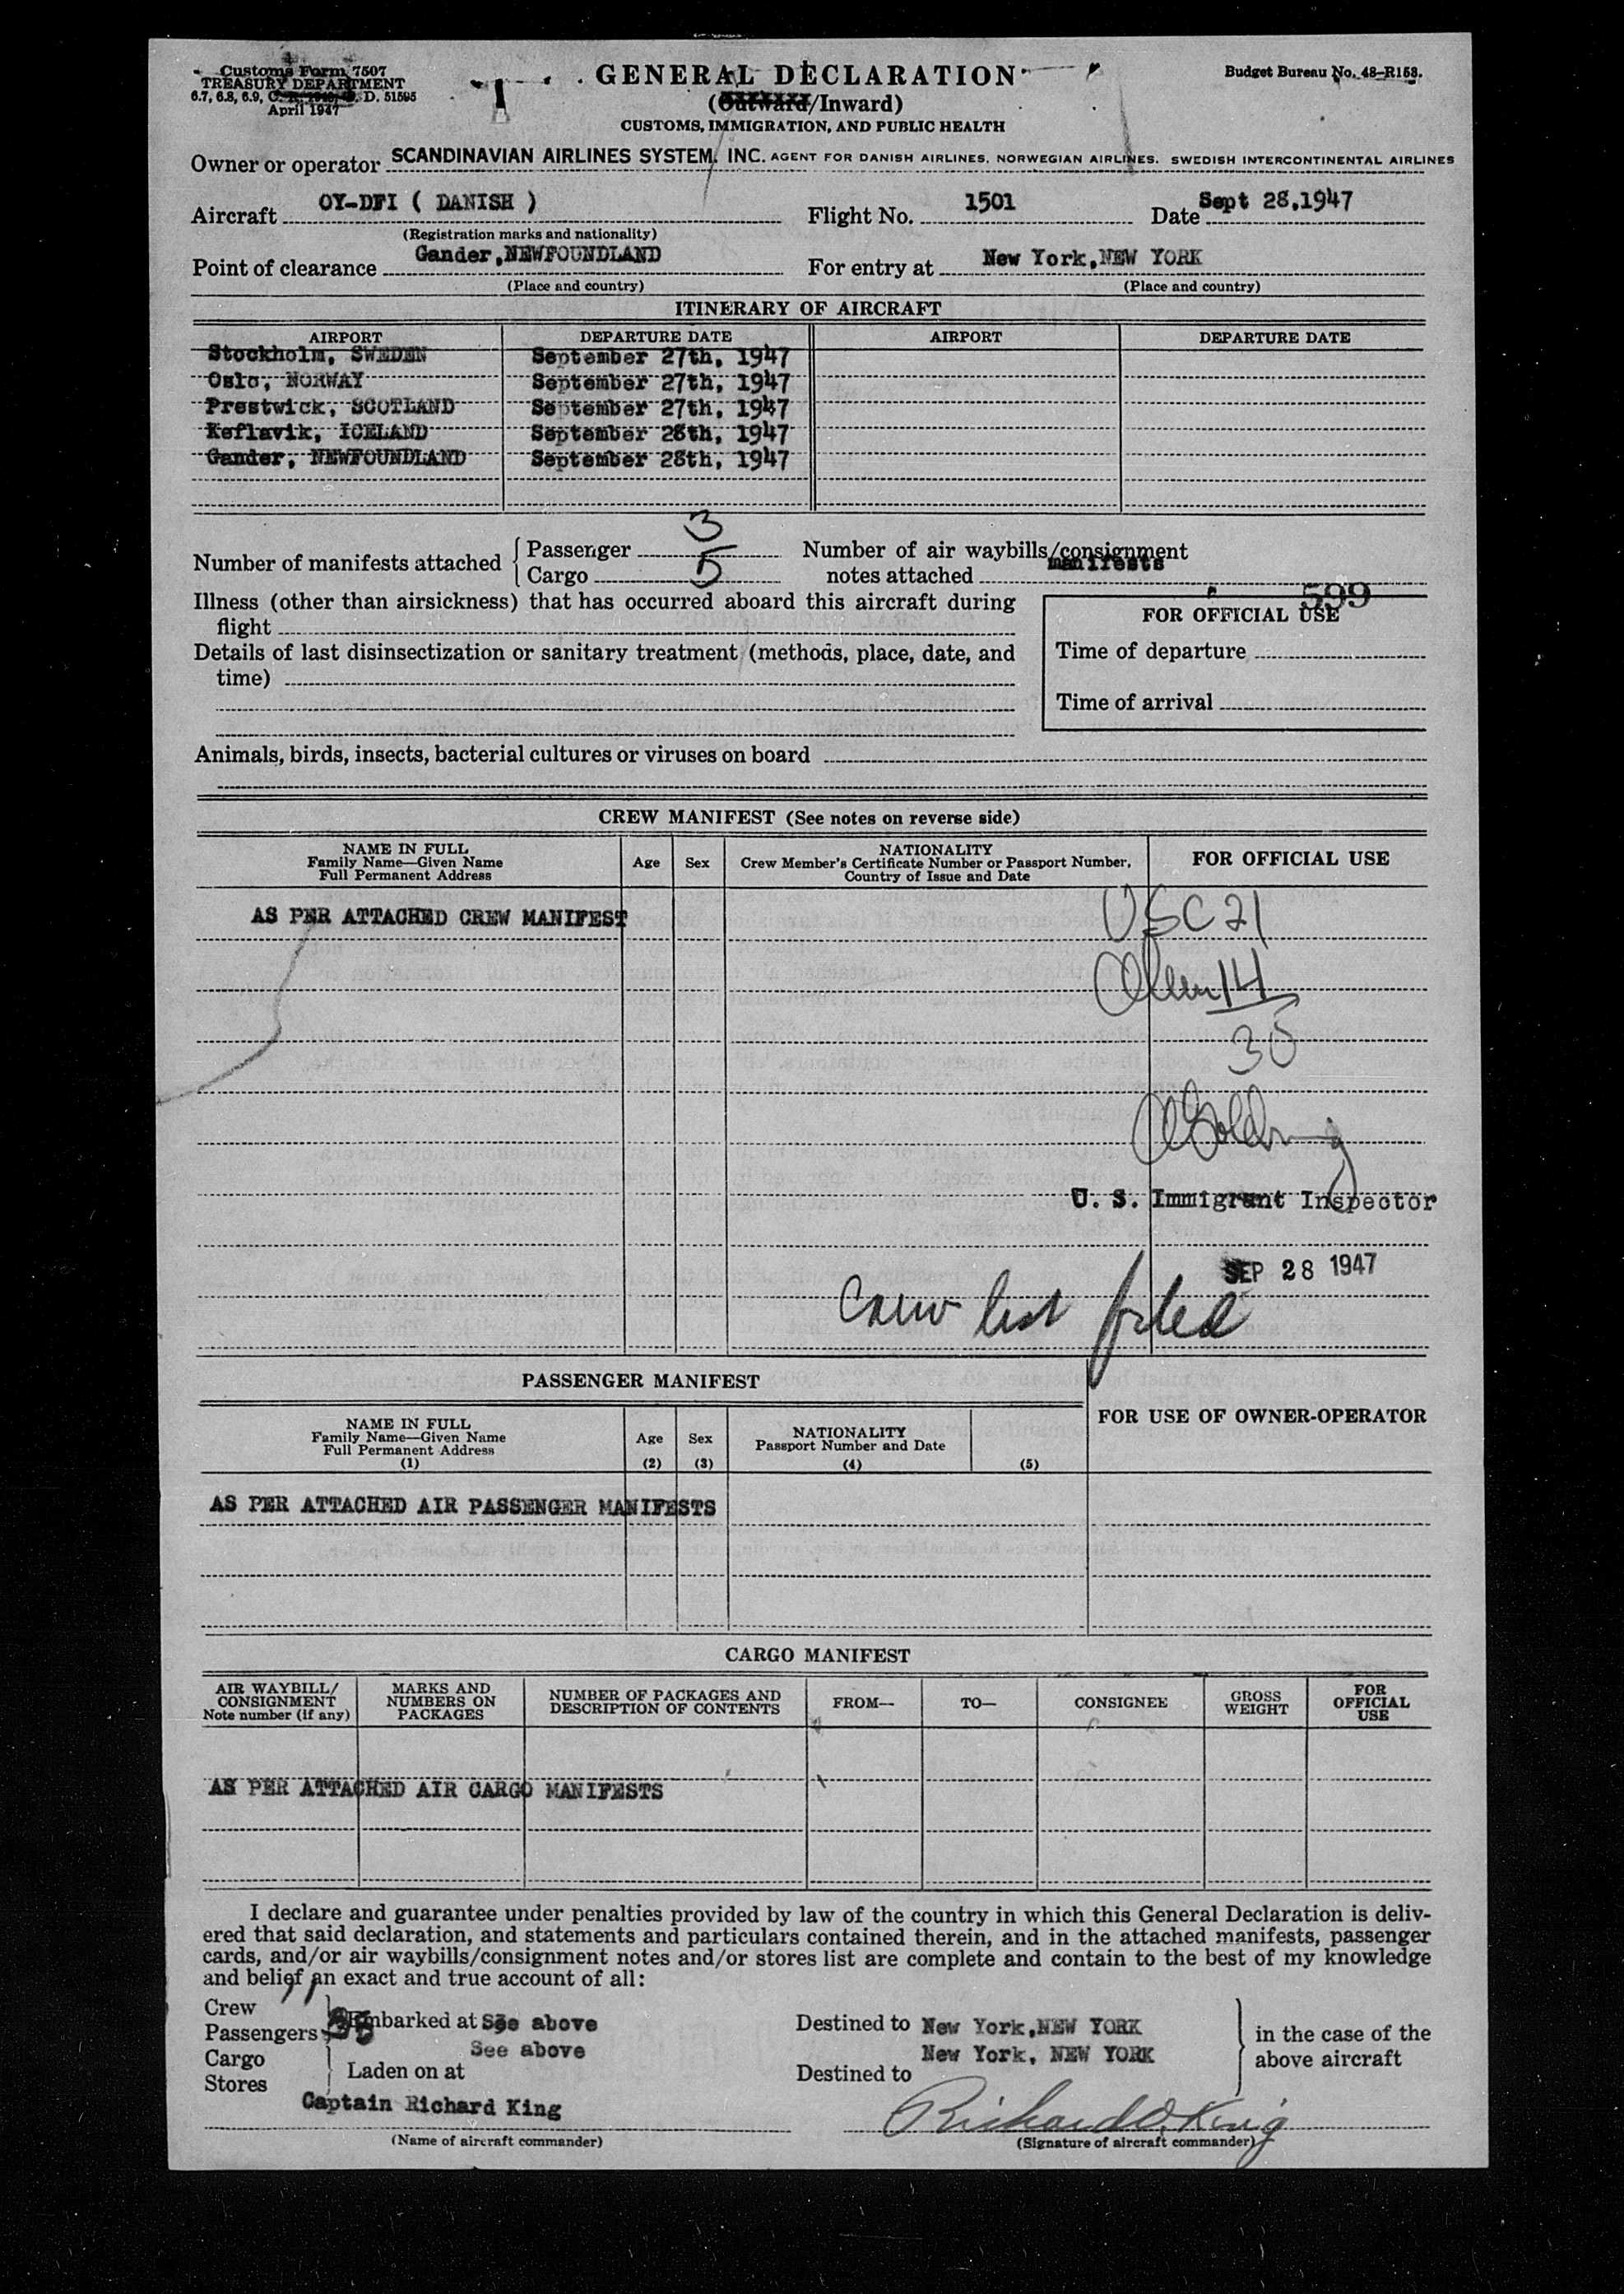 Customs Form 7507
TREASURY DEPARTMENT
6.7, 6.8, 6.9, D. 51595
April 1947
GENERAL DECLARATION
(Outward/Inward)
CUSTOMS, IMMIGRATION, AND PUBLIC HEALTH
Budget Bureau No. 48-R158.
Owner or operator SCANDINAVIAN AIRLINES SYSTEM, INC. AGENT FOR DANISH AIRLINES, NORWEGIAN AIRLINES, SWEDISH INTERCONTINENTAL AIRLINES
Aircraft OY-DFI ( DANISH ) Flight No. 1501 Date Sept 28,1947
(Registration marks and nationality)
Point of clearance Gander,NEWFOUNDLAND For entry at New York,NEW YORK
(Place and country) (Place and country)
ITINERARY OF AIRCRAFT
AIRPORT DEPARTURE DATE AIRPORT DEPARTURE DATE
Stockholm, SWEDEN September 27th, 1947
Oslo, NORWAY September 27th, 1947
Prestwick, SCOTLAND September 27th, 1947
Keflavik, ICELAND September 28th, 1947
Gander, NEWFOUNDLAND September 28th, 1947
Number of manifests attached Passenger 3
Cargo 5
Number of air waybills/consignment
notes attached manifests
599
Illness (other than airsickness) that has occurred aboard this aircraft during
flight
Details of last disinsectization or sanitary treatment (methods, place, date, and
time)
FOR OFFICIAL USE
Time of departure
Time of arrival
Animals, birds, insects, bacterial cultures or viruses on board
CREW MANIFEST (See notes on reverse side)
NAME IN FULL
Family Name—Given Name
Full Permanent Address
Age
Sex
NATIONALITY
Crew Member's Certificate Number or Passport Number,
Country of Issue and Date
FOR OFFICIAL USE
AS PER ATTACHED CREW MANIFEST
USC 21
Alien 14
35
U. S. Immigrant Inspector
SEP 28 1947
Crew list filed
PASSENGER MANIFEST
NAME IN FULL
Family Name—Given Name
Full Permanent Address
(1)
Age
(2)
Sex
(3)
NATIONALITY
Passport Number and Date
(4)
(5)
FOR USE OF OWNER-OPERATOR
AS PER ATTACHED AIR PASSENGER MANIFESTS
CARGO MANIFEST
AIR WAYBILL/
CONSIGNMENT
Note number (if any)
MARKS AND
NUMBERS ON
PACKAGES
NUMBER OF PACKAGES AND
DESCRIPTION OF CONTENTS
FROM—
TO—
CONSIGNEE
GROSS
WEIGHT
FOR
OFFICIAL
USE
AS PER ATTACHED AIR CARGO MANIFESTS
I declare and guarantee under penalties provided by law of the country in which this General Declaration is deliv-
ered that said declaration, and statements and particulars contained therein, and in the attached manifests, passenger
cards, and/or air waybills/consignment notes and/or stores list are complete and contain to the best of my knowledge
and belief an exact and true account of all:
Crew
Passengers 35 Embarked at See above Destined to New York,NEW YORK
Cargo See above New York, NEW YORK
Stores Laden on at Destined to
in the case of the
above aircraft
Captain Richard King
Richard O. King
(Name of aircraft commander) (Signature of aircraft commander)